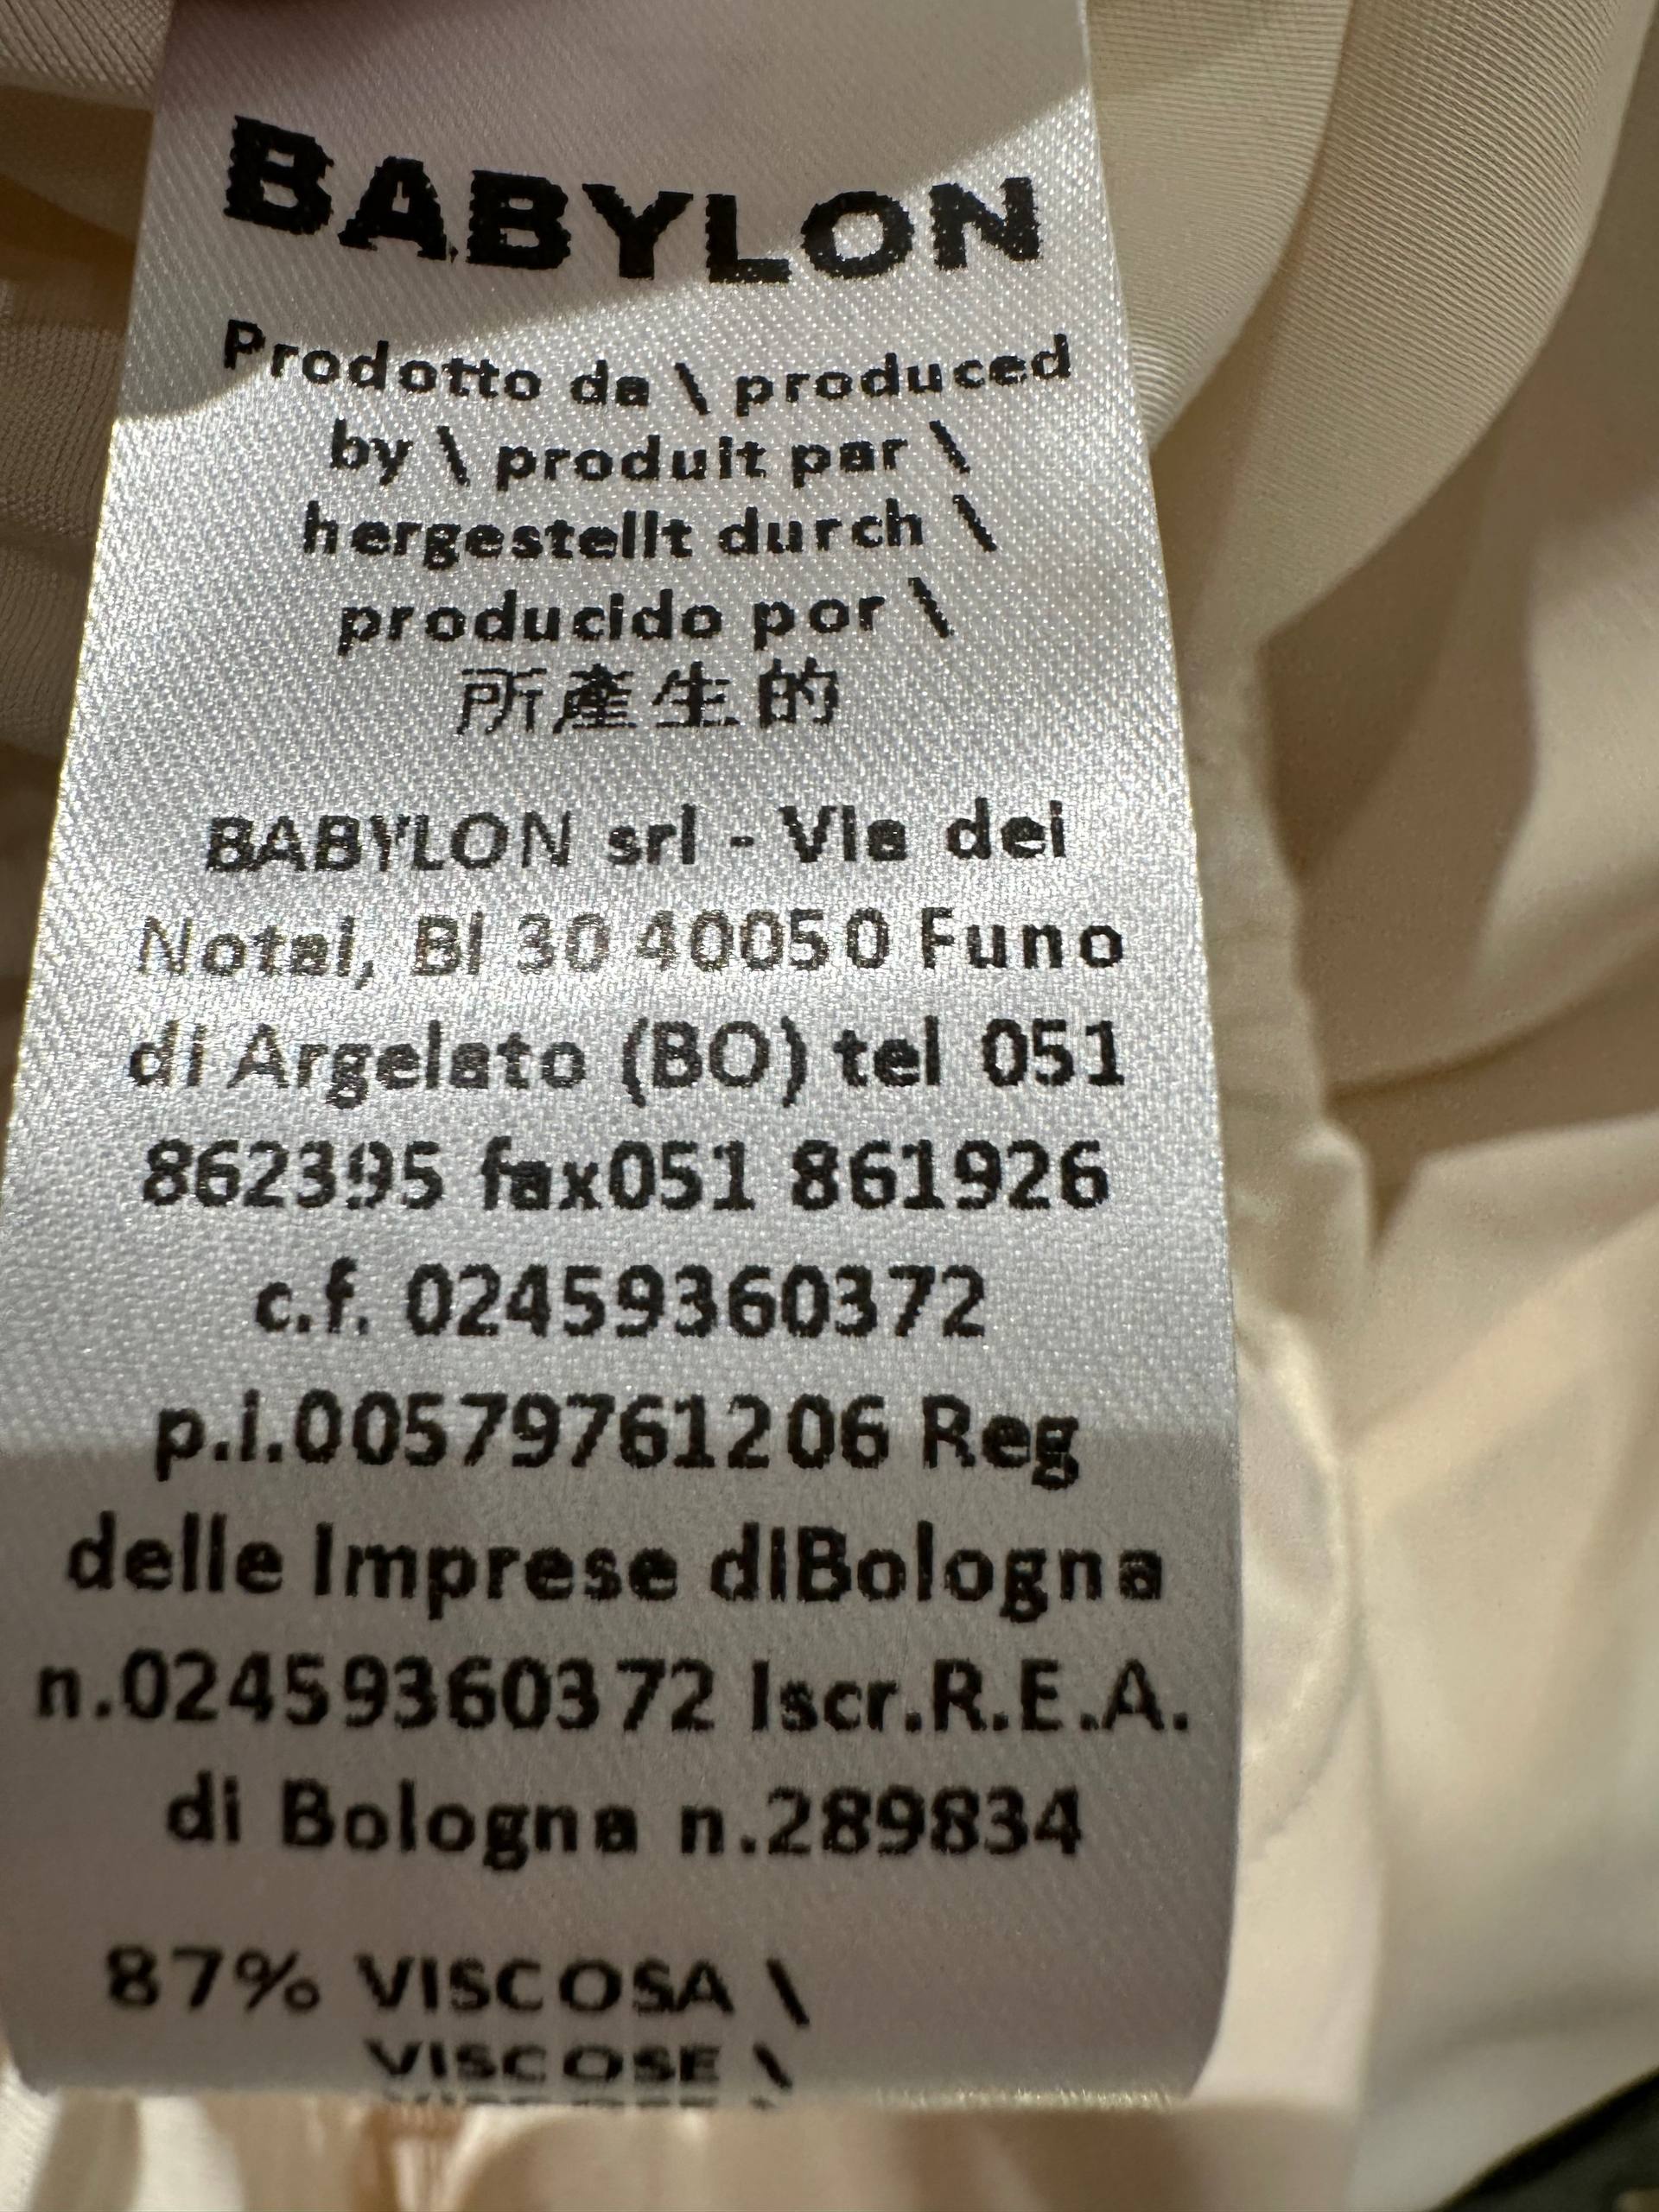 BABYLON
Prodotto da \ produced
by \ produit par \
hergestellt durch \
producido por \
所產生的
BABYLON srl - Via dei
Notai, Bl 30 40050 Funo
di Argelato (BO) tel 051
862395 fax051 861926
c.f. 02459360372
p.i.00579761206 Reg
delle Imprese diBologna
n.02459360372 Iscr.R.E.A.
di Bologna n.289834
87% VISCOSA \
VISCOSE \